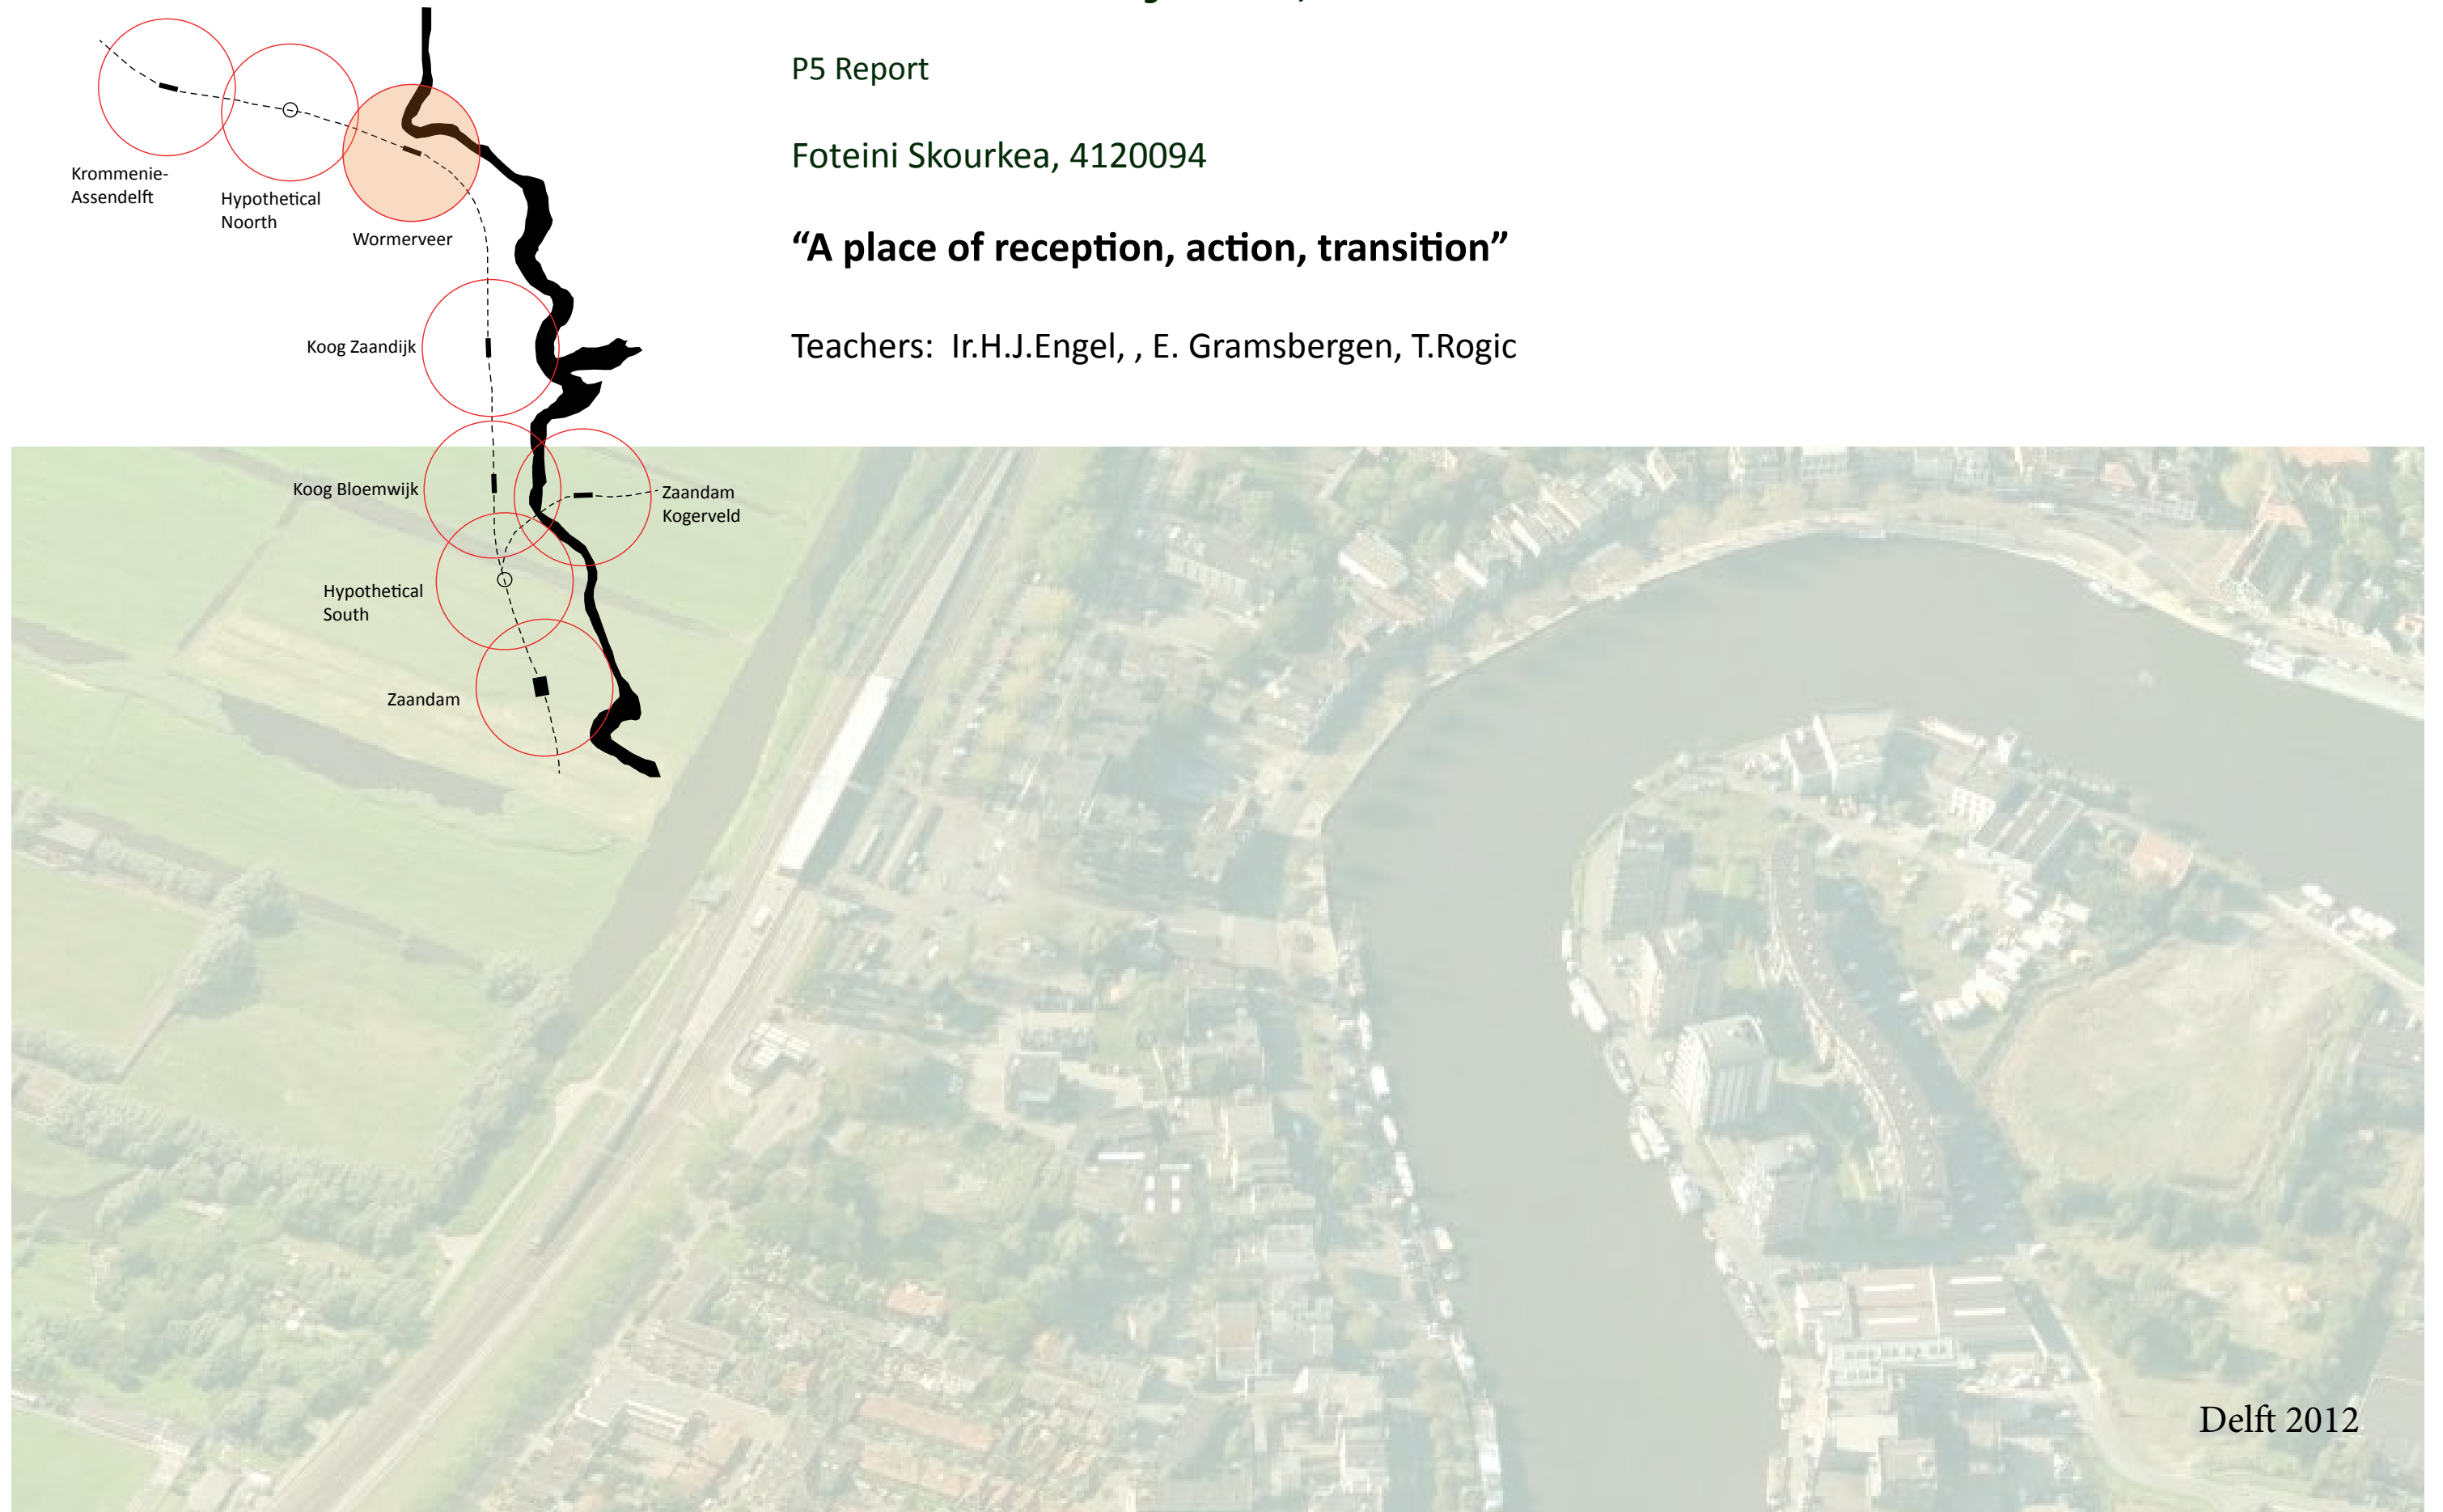 P5 Report
Foteini Skourkea, 4120094
“A place of reception, action, transition”
Teachers:  Ir.H.J.Engel, , E. Gramsbergen, T.Rogic
Krommenie-
Assendelft
Hypothetical
Noorth
Wormerveer
Koog Zaandijk
Koog Bloemwijk
Zaandam
Kogerveld
Hypothetical
South
Zaandam
Delft 2012